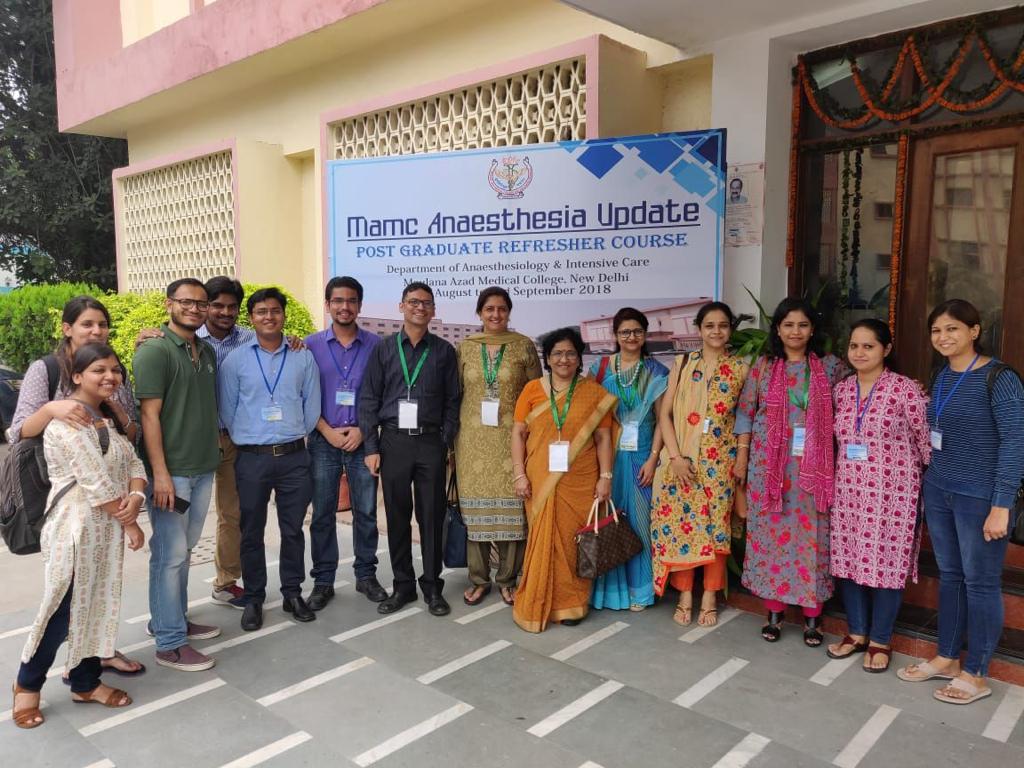 Mamc Anaesthesia Update
POST GRADUATE REFRESHER COURSE
Department of Anaesthesiology & Intensive Care
Azad Medical College, New Delhi
August September 2018